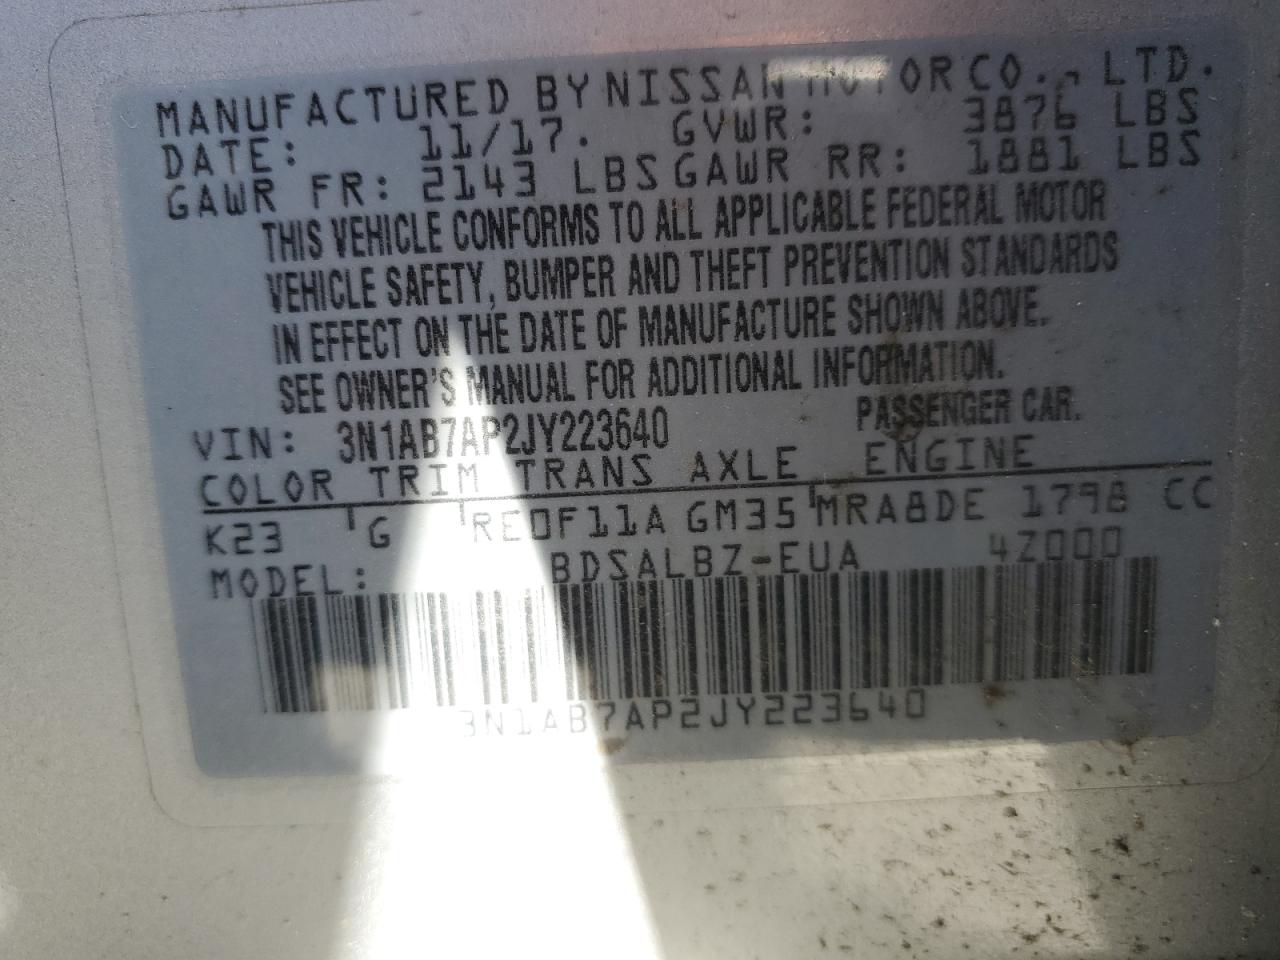 MANUFACTURED BY NISSAN MOTOR CO., LTD.
DATE: 11/17. GVWR: 3876 LBS
GAWR FR: 2143 LBS GAWR RR: 1881 LBS
THIS VEHICLE CONFORMS TO ALL APPLICABLE FEDERAL MOTOR
VEHICLE SAFETY, BUMPER AND THEFT PREVENTION STANDARDS
IN EFFECT ON THE DATE OF MANUFACTURE SHOWN ABOVE.
SEE OWNER'S MANUAL FOR ADDITIONAL INFORMATION.
VIN: 3N1AB7AP2JY223640 PASSENGER CAR.
COLOR TRIM TRANS AXLE ENGINE
K23 G RE0F11A GM35 MRA8DE 1798 CC
MODEL: BDSALBZ-EUA 4Z000
3N1AB7AP2JY223640